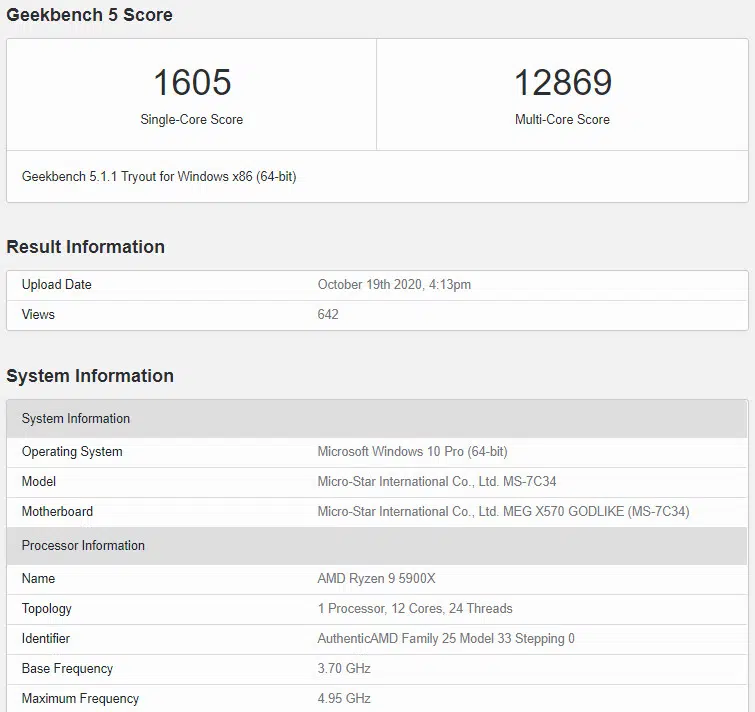 Geekbench 5 Score
1605 12869
Single-Core Score Multi-Core Score
Geekbench 5.1.1 Tryout for Windows x86 (64-bit)
Result Information
Upload Date October 19th 2020, 4:13pm
Views 642
System Information
System Information
Operating System Microsoft Windows 10 Pro (64-bit)
Model Micro-Star International Co., Ltd. MS-7C34
Motherboard Micro-Star International Co., Ltd. MEG X570 GODLIKE (MS-7C34)
Processor Information
Name AMD Ryzen 9 5900X
Topology 1 Processor, 12 Cores, 24 Threads
Identifier AuthenticAMD Family 25 Model 33 Stepping 0
Base Frequency 3.70 GHz
Maximum Frequency 4.95 GHz